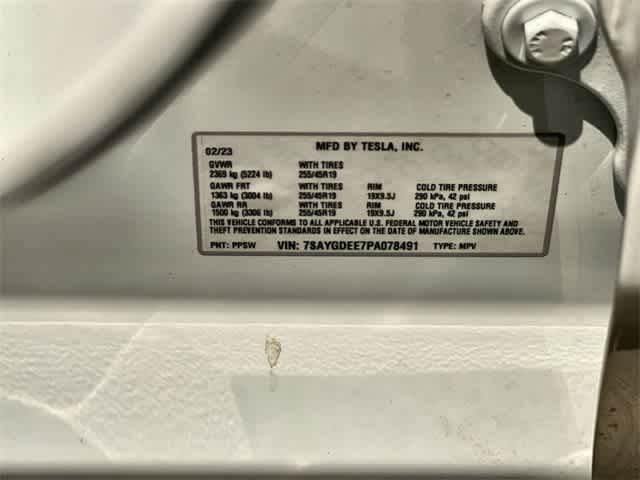 MFD BY TESLA, INC.
02/23
GVWR WITH TIRES
2369 kg (5224 lb) 255/45R19
GAWR FRT WITH TIRES RIM COLD TIRE PRESSURE
1363 kg (3004 lb) 255/45R19 19X9.5J 290 kPa, 42 psi
GAWR RR WITH TIRES RIM COLD TIRE PRESSURE
1500 kg (3306 lb) 255/45R19 19X9.5J 290 kPa, 42 psi
THIS VEHICLE CONFORMS TO ALL APPLICABLE U.S. FEDERAL MOTOR VEHICLE SAFETY AND
THEFT PREVENTION STANDARDS IN EFFECT ON THE DATE OF MANUFACTURE SHOWN ABOVE.
PNT: PPSW VIN: 7SAYGDEE7PA078491 TYPE: MPV